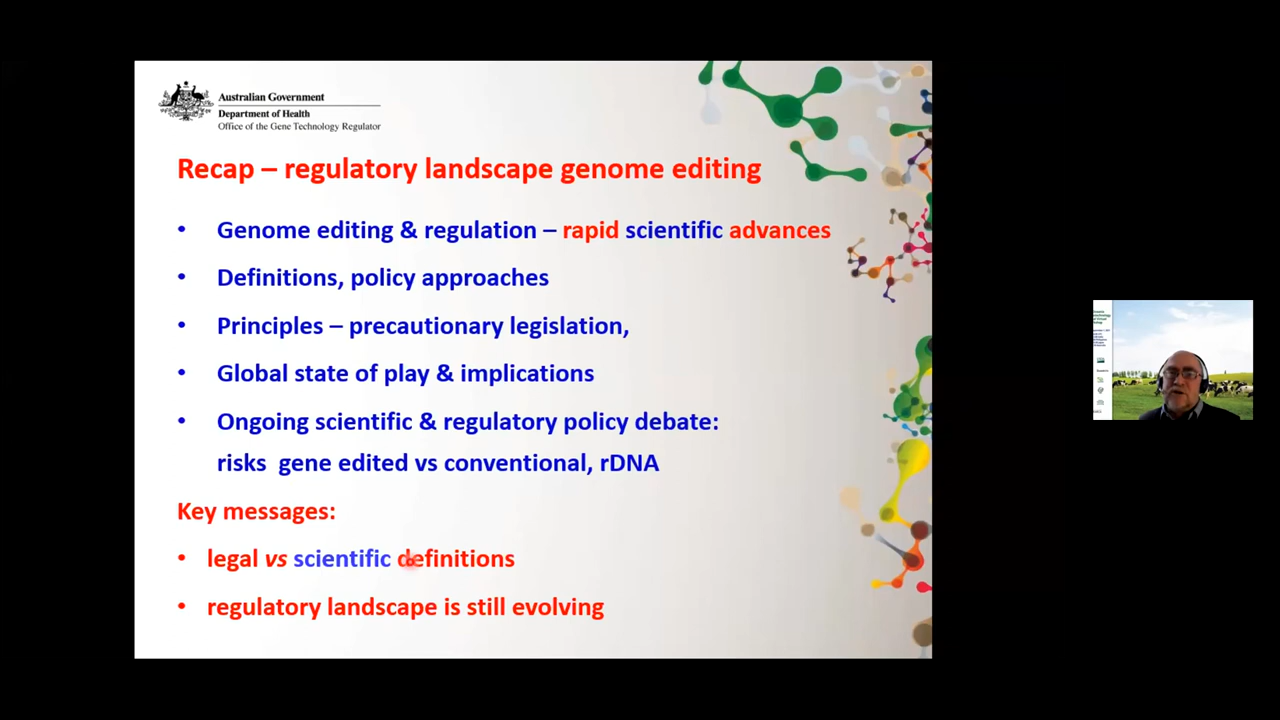 Australian Government
Department of Health
Office of the Gene Technology Regulator
Recap – regulatory landscape genome editing
• Genome editing & regulation – rapid scientific advances
• Definitions, policy approaches
• Principles – precautionary legislation,
• Global state of play & implications
• Ongoing scientific & regulatory policy debate:
risks gene edited vs conventional, rDNA
Key messages:
• legal vs scientific definitions
• regulatory landscape is still evolving